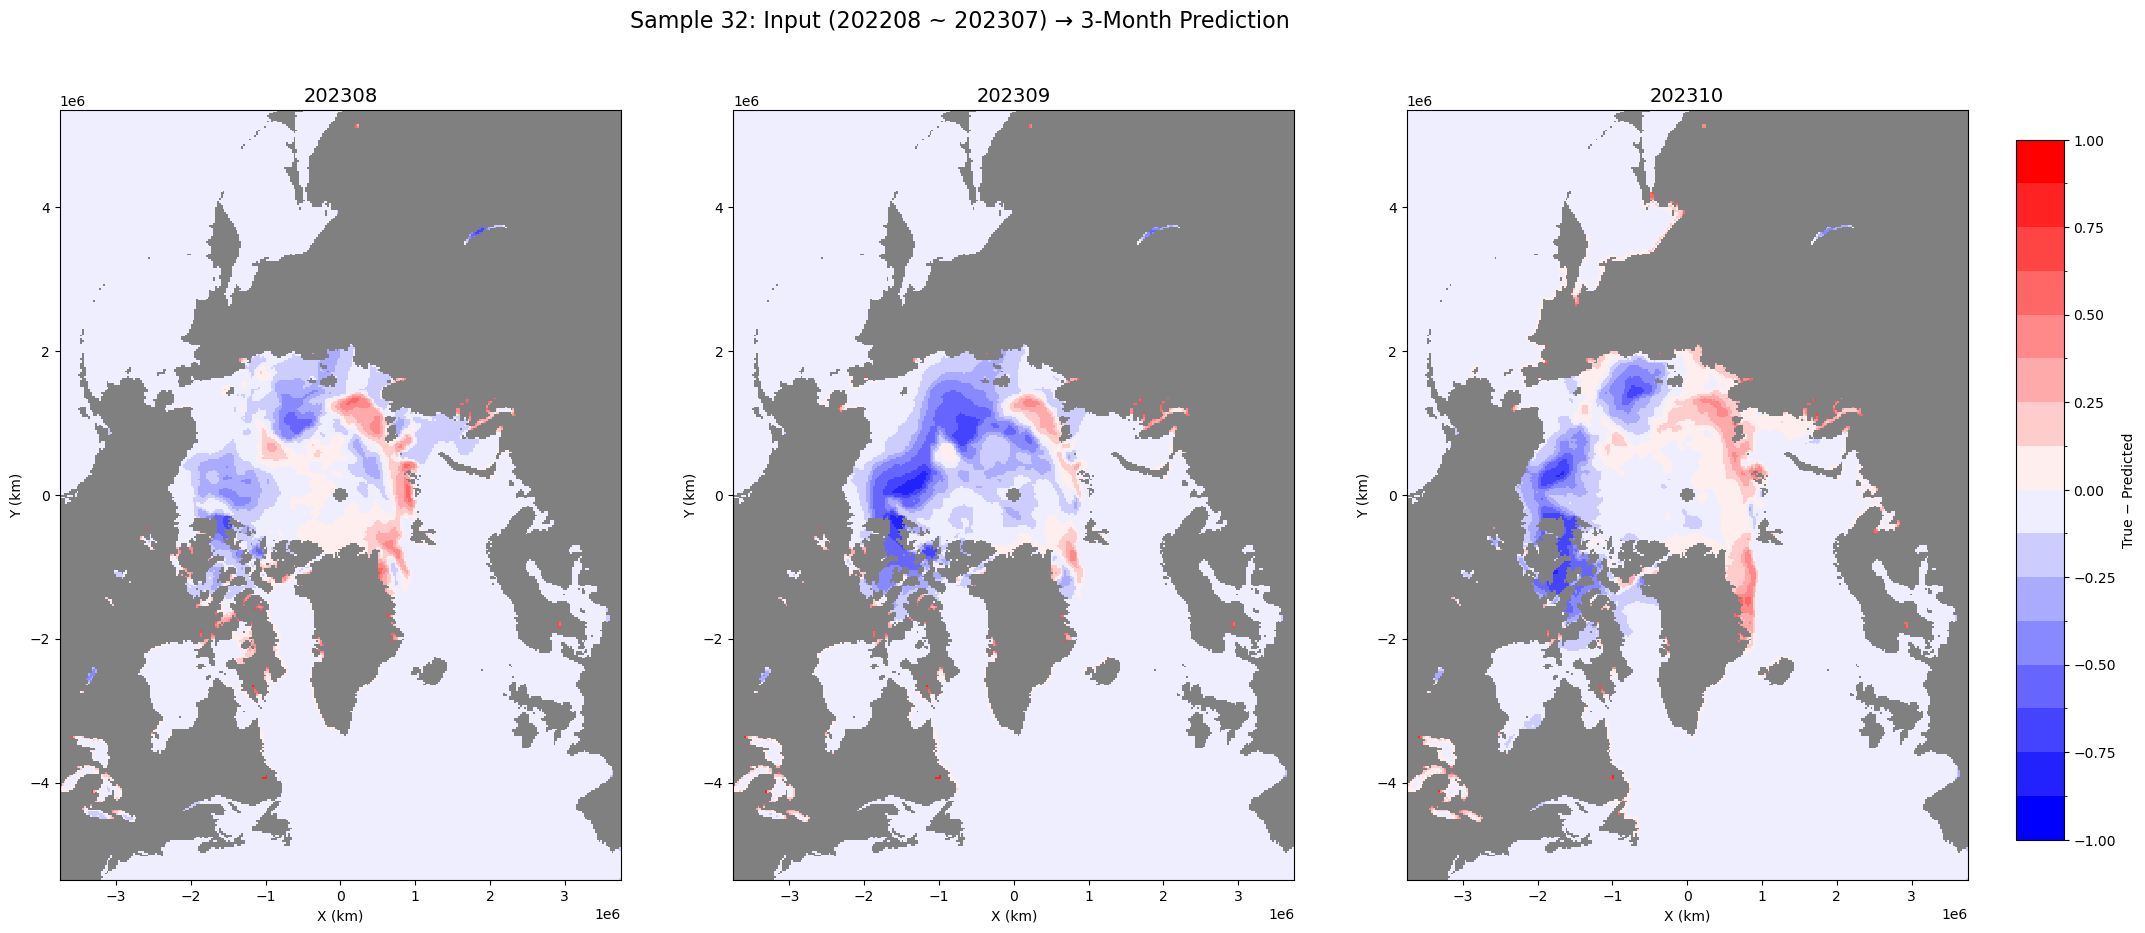 Sample 32: Input (202208 ~ 202307) → 3-Month Prediction
202308
1e6
4
2
0
−2
−4
Y (km)
−3 −2 −1 0 1 2 3
X (km)
1e6
202309
1e6
4
2
0
−2
−4
Y (km)
−3 −2 −1 0 1 2 3
X (km)
1e6
202310
1e6
4
2
0
−2
−4
Y (km)
−3 −2 −1 0 1 2 3
X (km)
1e6
1.00
0.75
0.50
0.25
0.00
−0.25
−0.50
−0.75
−1.00
True − Predicted